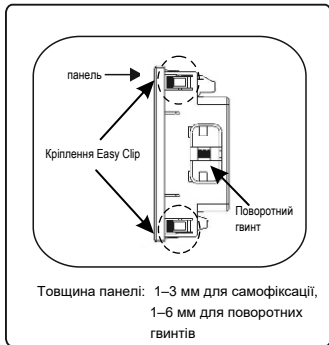 панель
Кріплення Easy Clip
Поворотний
гвинт
Товщина панелі: 1–3 мм для самофіксації,
1–6 мм для поворотних
гвинтів